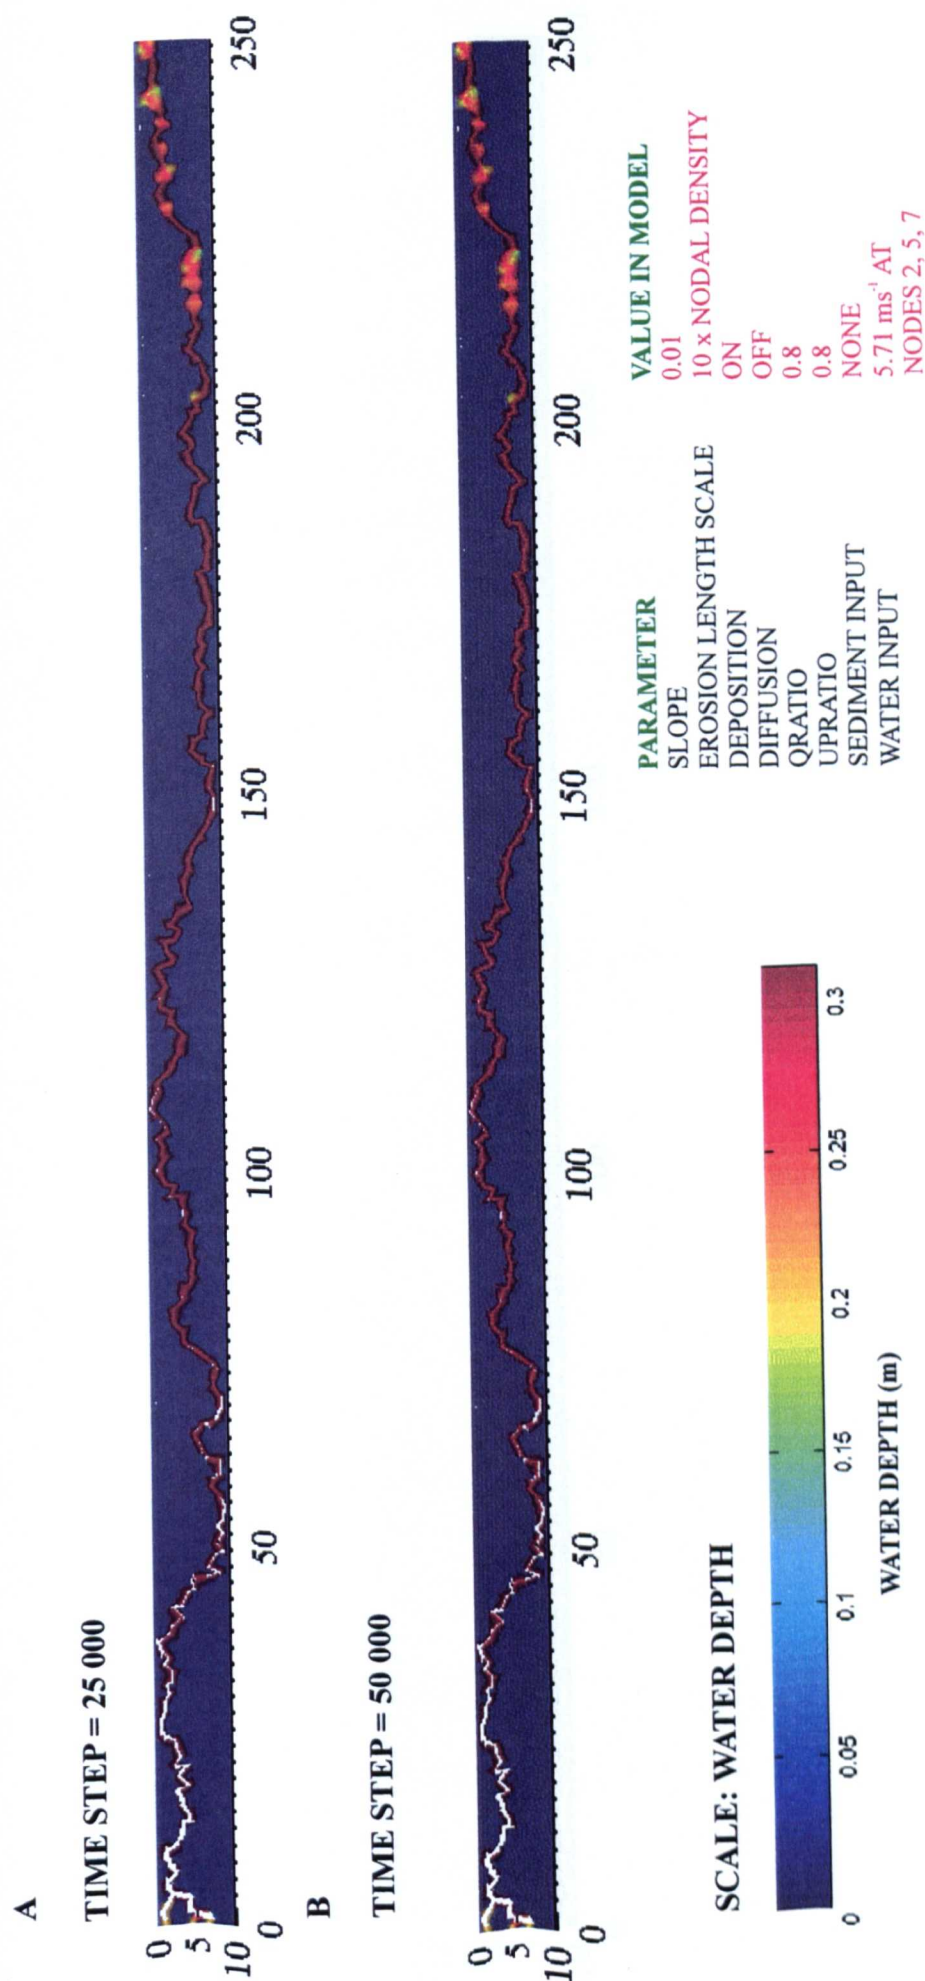 A
TIME STEP = 25 000
0
5
10
0 50 100 150 200 250
B
TIME STEP = 50 000
0
5
10
0 50 100 150 200 250
SCALE: WATER DEPTH
0 0.05 0.1 0.15 0.2 0.25 0.3
WATER DEPTH (m)
PARAMETER VALUE IN MODEL
SLOPE 0.01
EROSION LENGTH SCALE 10 x NODAL DENSITY
DEPOSITION ON
DIFFUSION OFF
QRATIO 0.8
UPRATIO 0.8
SEDIMENT INPUT NONE
WATER INPUT 5.71 ms⁻¹ AT
NODES 2, 5, 7